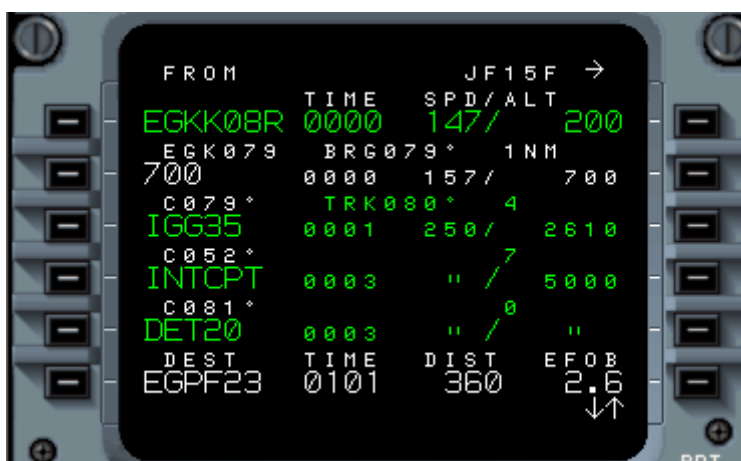 FROM JF15F →
TIME SPD/ALT
EGKK08R 0000 147/ 200
EGK079 BRG079° 1NM
700 0000 157/ 700
C079° TRK080° 4
IGG35 0001 250/ 2610
C052° 7
INTCPT 0003 " / 5000
C081° 0
DET20 0003 " / "
DEST TIME DIST EFOB
EGPF23 0101 360 2.6
↓↑